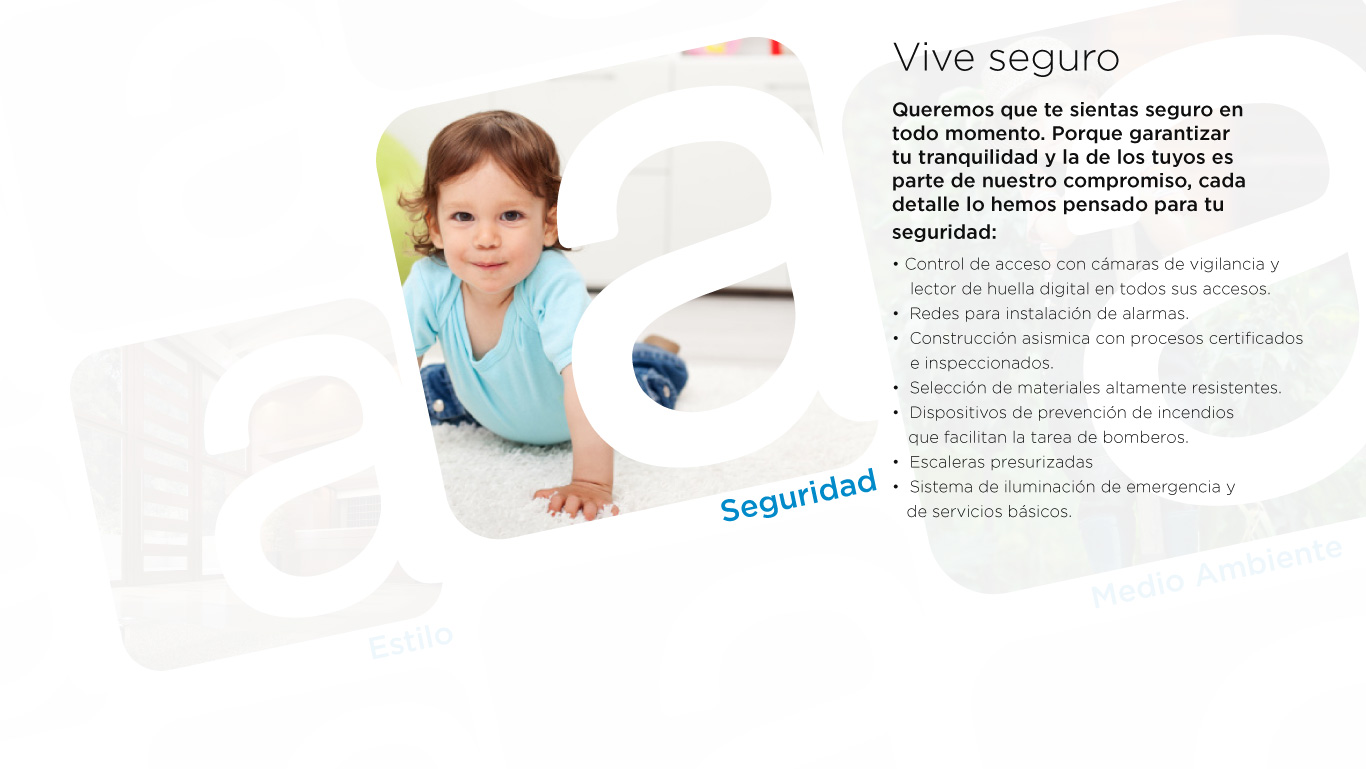 Vive seguro
Queremos que te sientas seguro en
todo momento. Porque garantizar
tu tranquilidad y la de los tuyos es
parte de nuestro compromiso, cada
detalle lo hemos pensado para tu
seguridad:
• Control de acceso con cámaras de vigilancia y
lector de huella digital en todos sus accesos.
• Redes para instalación de alarmas.
• Construcción asismica con procesos certificados
e inspeccionados.
• Selección de materiales altamente resistentes.
• Dispositivos de prevención de incendios
que facilitan la tarea de bomberos.
• Escaleras presurizadas
• Sistema de iluminación de emergencia y
de servicios básicos.
a
a
a
Seguridad
Medio Ambiente
Estilo